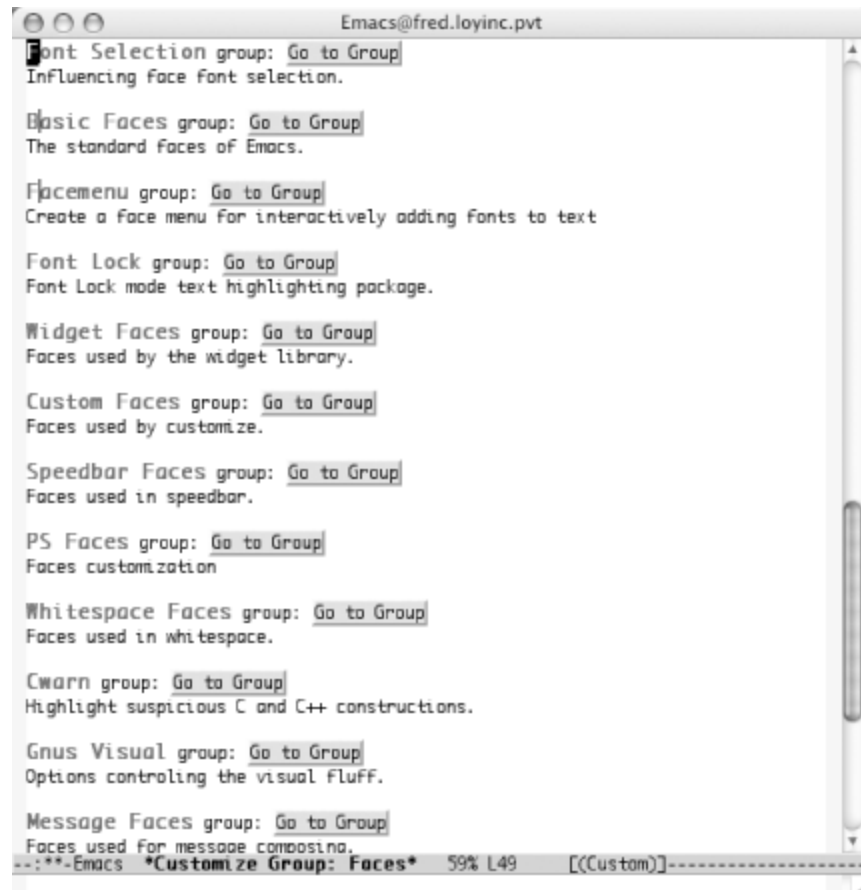 Emacs@fred.loyinc.pvt
Font Selection group: Go to Group
Influencing face font selection.
Basic Faces group: Go to Group
The standard faces of Emacs.
Facemenu group: Go to Group
Create a face menu for interactively adding fonts to text
Font Lock group: Go to Group
Font Lock mode text highlighting package.
Widget Faces group: Go to Group
Faces used by the widget library.
Custom Faces group: Go to Group
Faces used by customize.
Speedbar Faces group: Go to Group
Faces used in speedbar.
PS Faces group: Go to Group
Faces customization
Whitespace Faces group: Go to Group
Faces used in whitespace.
Cwarn group: Go to Group
Highlight suspicious C and C++ constructions.
Gnus Visual group: Go to Group
Options controling the visual fluff.
Message Faces group: Go to Group
Faces used for message composing.
--:**-Emacs  *Customize Group: Faces*   59% L49    [(Custom)]--------------------